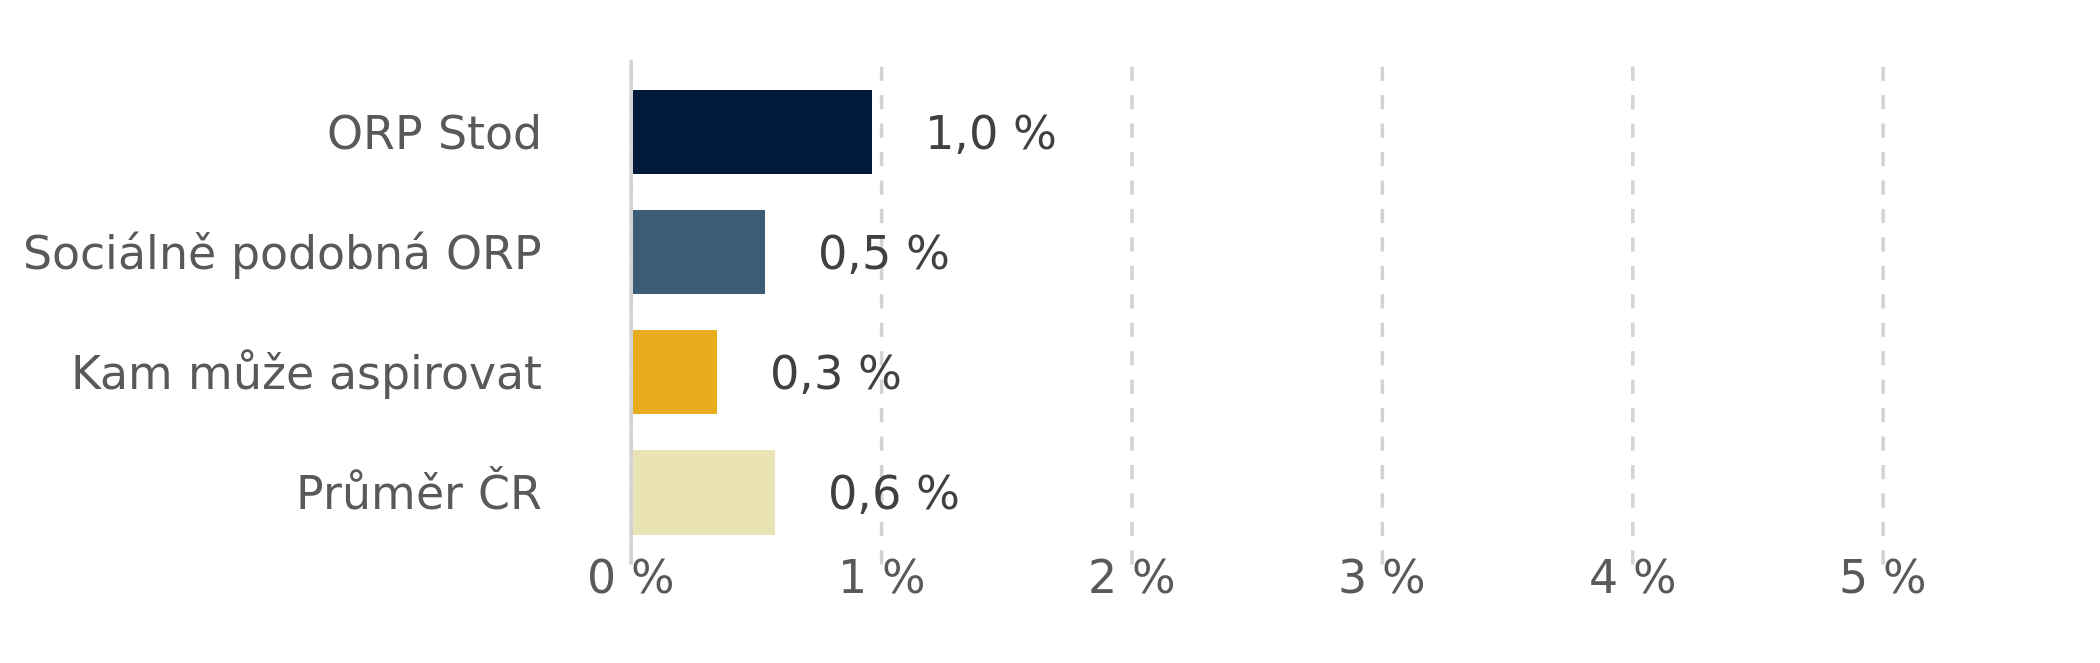 ORP Stod 1,0 %
Sociálně podobná ORP 0,5 %
Kam může aspirovat 0,3 %
Průměr ČR 0,6 %
0 % 1 % 2 % 3 % 4 % 5 %